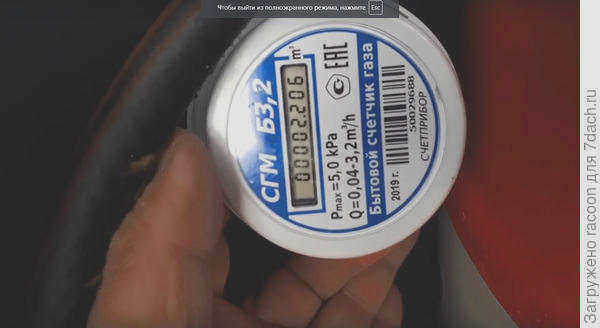 Чтобы выйти из полноэкранного режима, нажмите Esc
СГМ Б3,2
00002.206 m³
Pmax=5,0 kPa
Q=0,04-3,2m³/h
Бытовой счетчик газа
2019 г.
50029688
СЧЕТПРИБОР
ЕАС
Загружено racoon для 7dach.ru